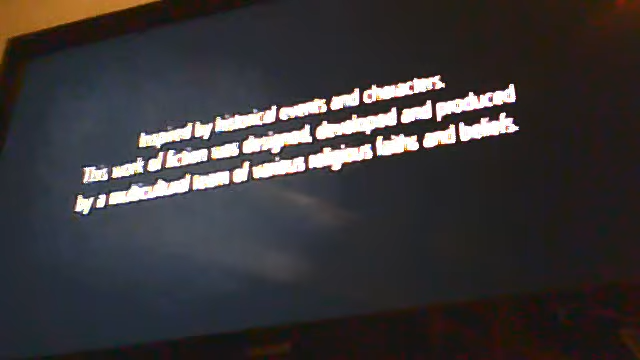 Inspired by historical events and characters.
This work of fiction was designed, developed and produced
by a multicultural team of various religious faiths and beliefs.